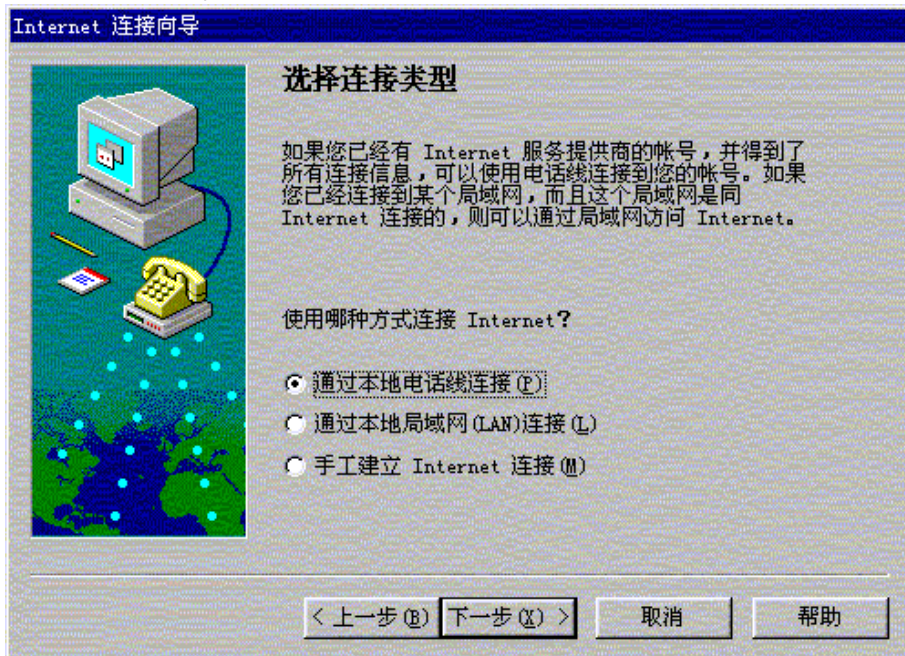 Internet 连接向导
选择连接类型
如果您已经有 Internet 服务提供商的帐号，并得到了
所有连接信息，可以使用电话线连接到您的帐号。如果
您已经连接到某个局域网，而且这个局域网是同
Internet 连接的，则可以通过局域网访问 Internet。
使用哪种方式连接 Internet?
通过本地电话线连接(P)
通过本地局域网(LAN)连接(L)
手工建立 Internet 连接(M)
< 上一步(B) 下一步(X) > 取消 帮助